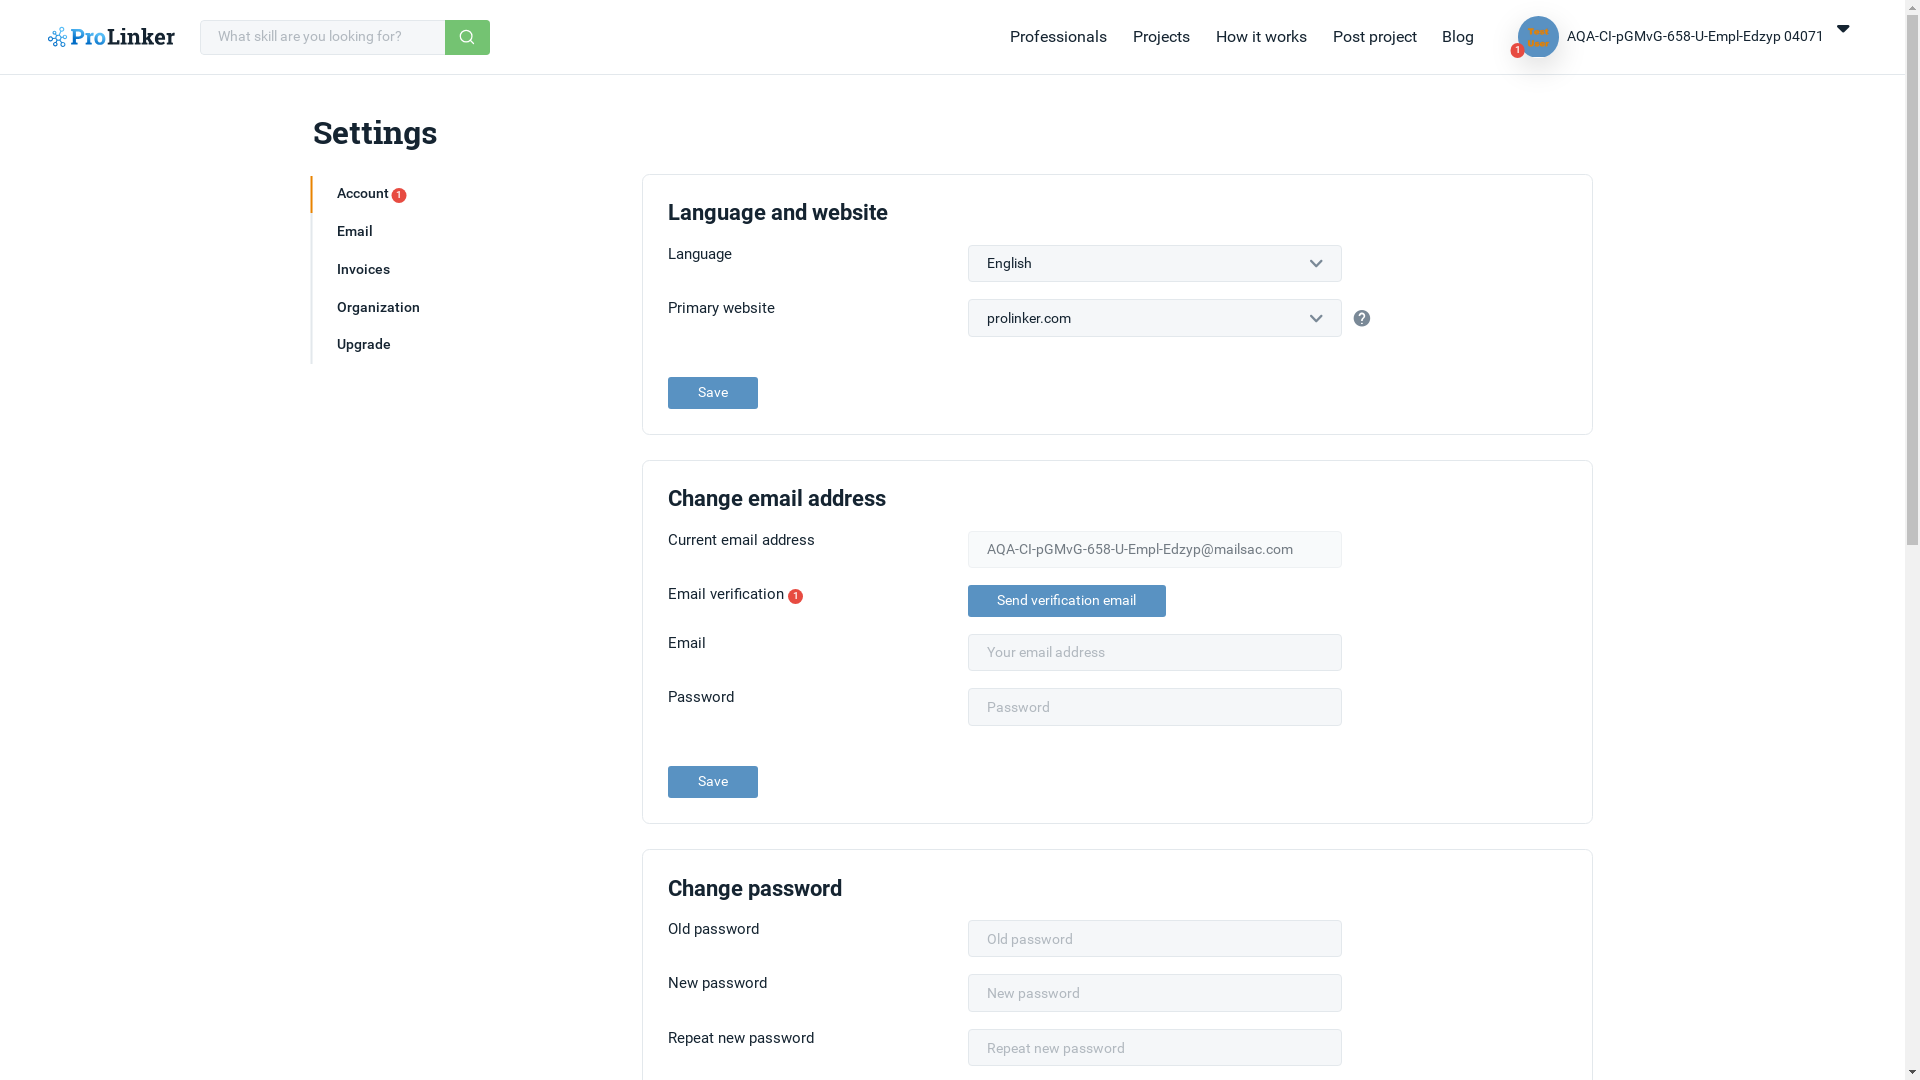 ProLinker
What skill are you looking for?
Professionals
Projects
How it works
Post project
Blog
Test
User
1
AQA-CI-pGMvG-658-U-Empl-Edzyp 04071
Settings
Account 1
Email
Invoices
Organization
Upgrade
Language and website
Language
English
Primary website
prolinker.com
?
Save
Change email address
Current email address
AQA-CI-pGMvG-658-U-Empl-Edzyp@mailsac.com
Email verification 1
Send verification email
Email
Your email address
Password
Password
Save
Change password
Old password
Old password
New password
New password
Repeat new password
Repeat new password